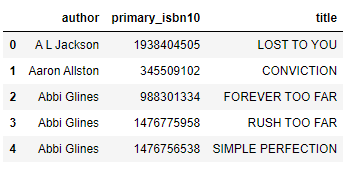 author primary_isbn10 title
0 A L Jackson 1938404505 LOST TO YOU
1 Aaron Allston 345509102 CONVICTION
2 Abbi Glines 988301334 FOREVER TOO FAR
3 Abbi Glines 1476775958 RUSH TOO FAR
4 Abbi Glines 1476756538 SIMPLE PERFECTION